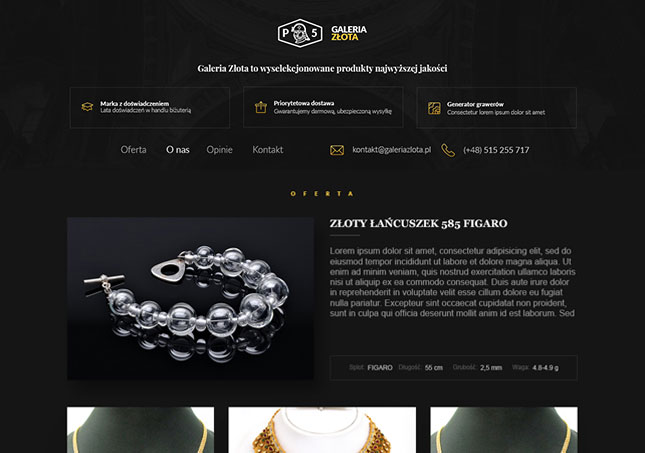 P 5
GALERIA
ZŁOTA
Galeria Złota to wyselekcjonowane produkty najwyższej jakości
Marka z doświadczeniem
Lata doświadczeń w handlu biżuterią
Priorytetowa dostawa
Gwarantujemy darmową, ubezpieczoną wysyłkę
Generator grawerów
Consectetur lorem ipsum dolor sit amet
Oferta O nas Opinie Kontakt kontakt@galeriazlota.pl (+48) 515 255 717
OFERTA
ZŁOTY ŁAŃCUSZEK 585 FIGARO
Lorem ipsum dolor sit amet, consectetur adipisicing elit, sed do
eiusmod tempor incididunt ut labore et dolore magna aliqua. Ut
enim ad minim veniam, quis nostrud exercitation ullamco laboris
nisi ut aliquip ex ea commodo consequat. Duis aute irure dolor
in reprehenderit in voluptate velit esse cillum dolore eu fugiat
nulla pariatur. Excepteur sint occaecat cupidatat non proident,
sunt in culpa qui officia deserunt mollit anim id est laborum. Sed
Splot: FIGARO Długość: 55 cm Grubość: 2,5 mm Waga: 4.8-4.9 g